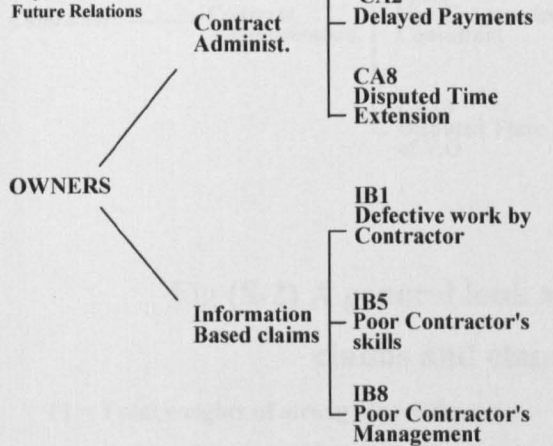 Future Relations
Contract
Administ.
Delayed Payments
CA8
Disputed Time
Extension
OWNERS
IB1
Defective work by
Contractor
Information
Based claims
IB5
Poor Contractor's
skills
IB8
Poor Contractor's
Management